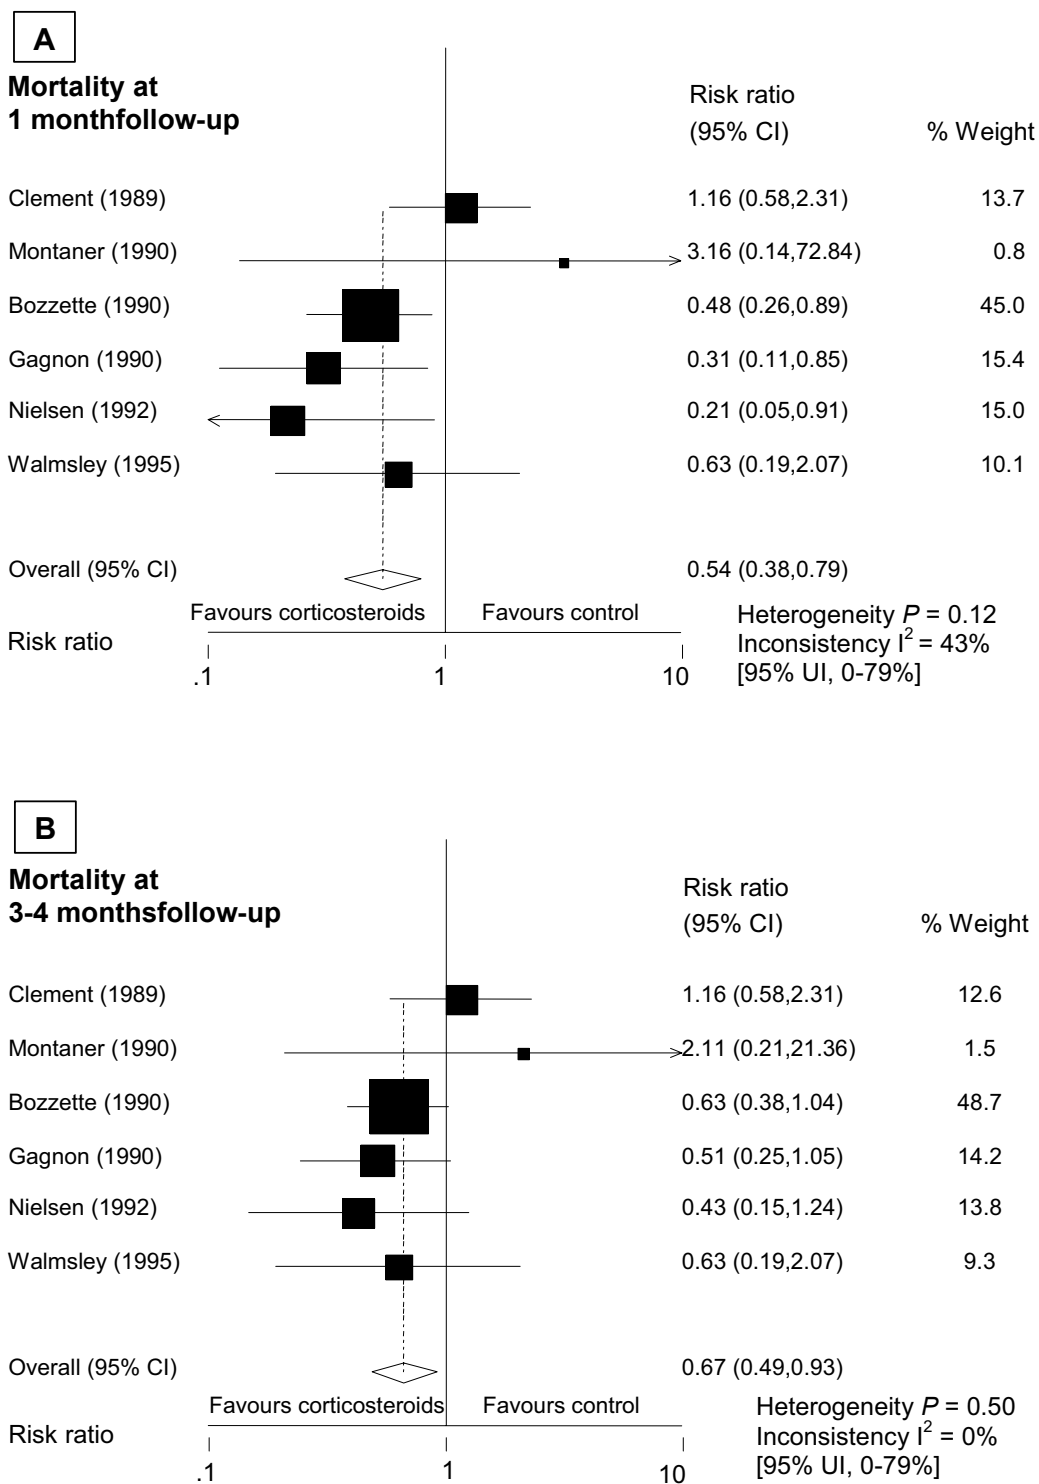 A
Mortality at
1 monthfollow-up
Risk ratio
(95% CI) % Weight
Clement (1989) 1.16 (0.58,2.31) 13.7
Montaner (1990) 3.16 (0.14,72.84) 0.8
Bozzette (1990) 0.48 (0.26,0.89) 45.0
Gagnon (1990) 0.31 (0.11,0.85) 15.4
Nielsen (1992) 0.21 (0.05,0.91) 15.0
Walmsley (1995) 0.63 (0.19,2.07) 10.1
Overall (95% CI) 0.54 (0.38,0.79)
Favours corticosteroids Favours control
Risk ratio
.1 1 10
Heterogeneity P = 0.12
Inconsistency I² = 43%
[95% UI, 0-79%]
B
Mortality at
3-4 monthsfollow-up
Risk ratio
(95% CI) % Weight
Clement (1989) 1.16 (0.58,2.31) 12.6
Montaner (1990) 2.11 (0.21,21.36) 1.5
Bozzette (1990) 0.63 (0.38,1.04) 48.7
Gagnon (1990) 0.51 (0.25,1.05) 14.2
Nielsen (1992) 0.43 (0.15,1.24) 13.8
Walmsley (1995) 0.63 (0.19,2.07) 9.3
Overall (95% CI) 0.67 (0.49,0.93)
Favours corticosteroids Favours control
Risk ratio
.1 1 10
Heterogeneity P = 0.50
Inconsistency I² = 0%
[95% UI, 0-79%]